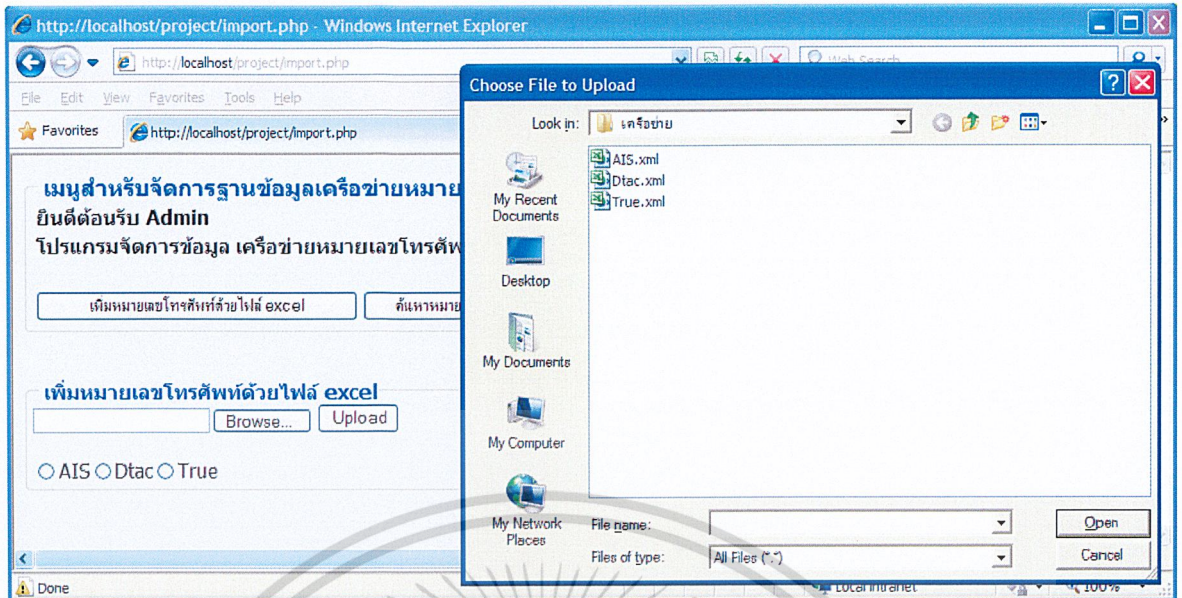 http://localhost/project/import.php - Windows Internet Explorer
http://localhost/project/import.php
Web Search
File Edit View Favorites Tools Help
Favorites
http://localhost/project/import.php
เมนูสำหรับจัดการฐานข้อมูลเครือข่ายหมาย
ยินดีต้อนรับ Admin
โปรแกรมจัดการข้อมูล เครือข่ายหมายเลขโทรศัพ
เพิ่มหมายเลขโทรศัพท์ด้วยไฟล์ excel
ค้นหาหมาย
เพิ่มหมายเลขโทรศัพท์ด้วยไฟล์ excel
Browse...
Upload
AIS Dtac True
Done
Local intranet
100%
Choose File to Upload
Look in:
เครือข่าย
My Recent Documents
Desktop
My Documents
My Computer
My Network Places
AIS.xml
Dtac.xml
True.xml
File name:
Open
Files of type:
All Files (*.*)
Cancel